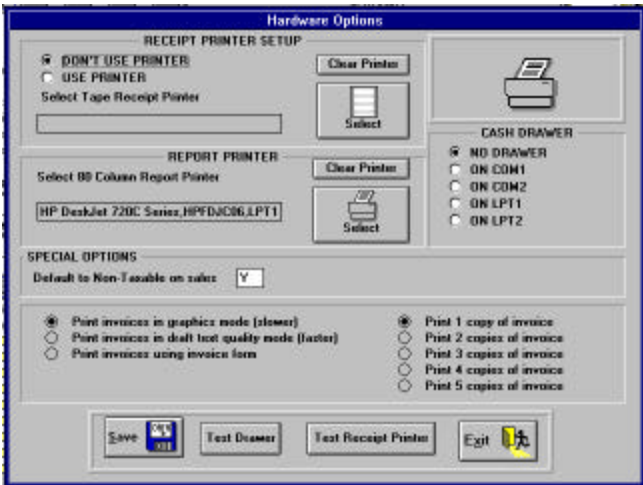 Hardware Options
RECEIPT PRINTER SETUP
DON'T USE PRINTER
USE PRINTER
Clear Printer
Select Tape Receipt Printer
Select
CASH DRAWER
NO DRAWER
ON COM1
ON COM2
ON LPT1
ON LPT2
REPORT PRINTER
Select 80 Column Report Printer
Clear Printer
HP DeskJet 720C Series,HPFDJC06,LPT1
Select
SPECIAL OPTIONS
Default to Non-Taxable on sales Y
Print invoices in graphics mode (slower)
Print invoices in draft text quality mode (faster)
Print invoices using invoice form
Print 1 copy of invoice
Print 2 copies of invoice
Print 3 copies of invoice
Print 4 copies of invoice
Print 5 copies of invoice
Save Test Drawer Test Receipt Printer Exit